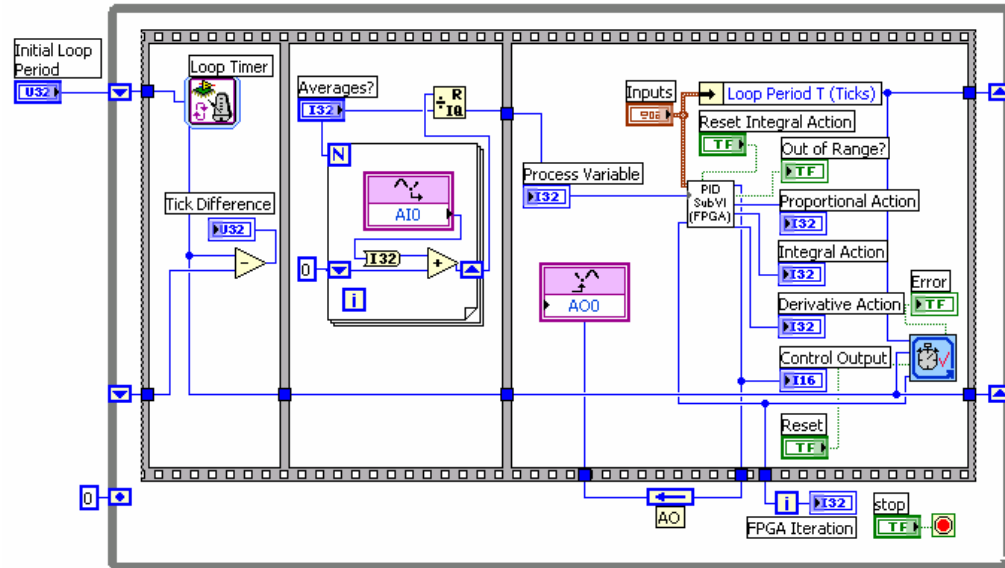 Initial Loop
Period
U32
Loop Timer
Tick Difference
U32
Averages?
I32
R
IQ
N
AI0
I32
0
i
Process Variable
I32
AO0
Inputs
Loop Period T (Ticks)
Reset Integral Action
TF
Out of Range?
TF
PID
SubVI
(FPGA)
Proportional Action
I32
Integral Action
I32
Derivative Action
I32
Error
TF
Control Output
I16
Reset
TF
0
AO
i
I32
FPGA Iteration
stop
TF